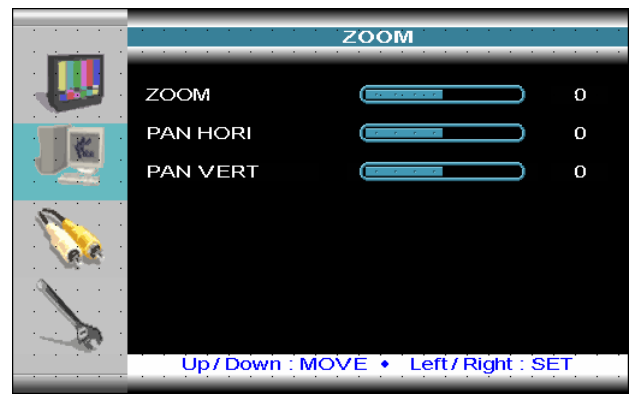 ZOOM
ZOOM 0
PAN HORI 0
PAN VERT 0
Up / Down : MOVE ◆ Left / Right : SET